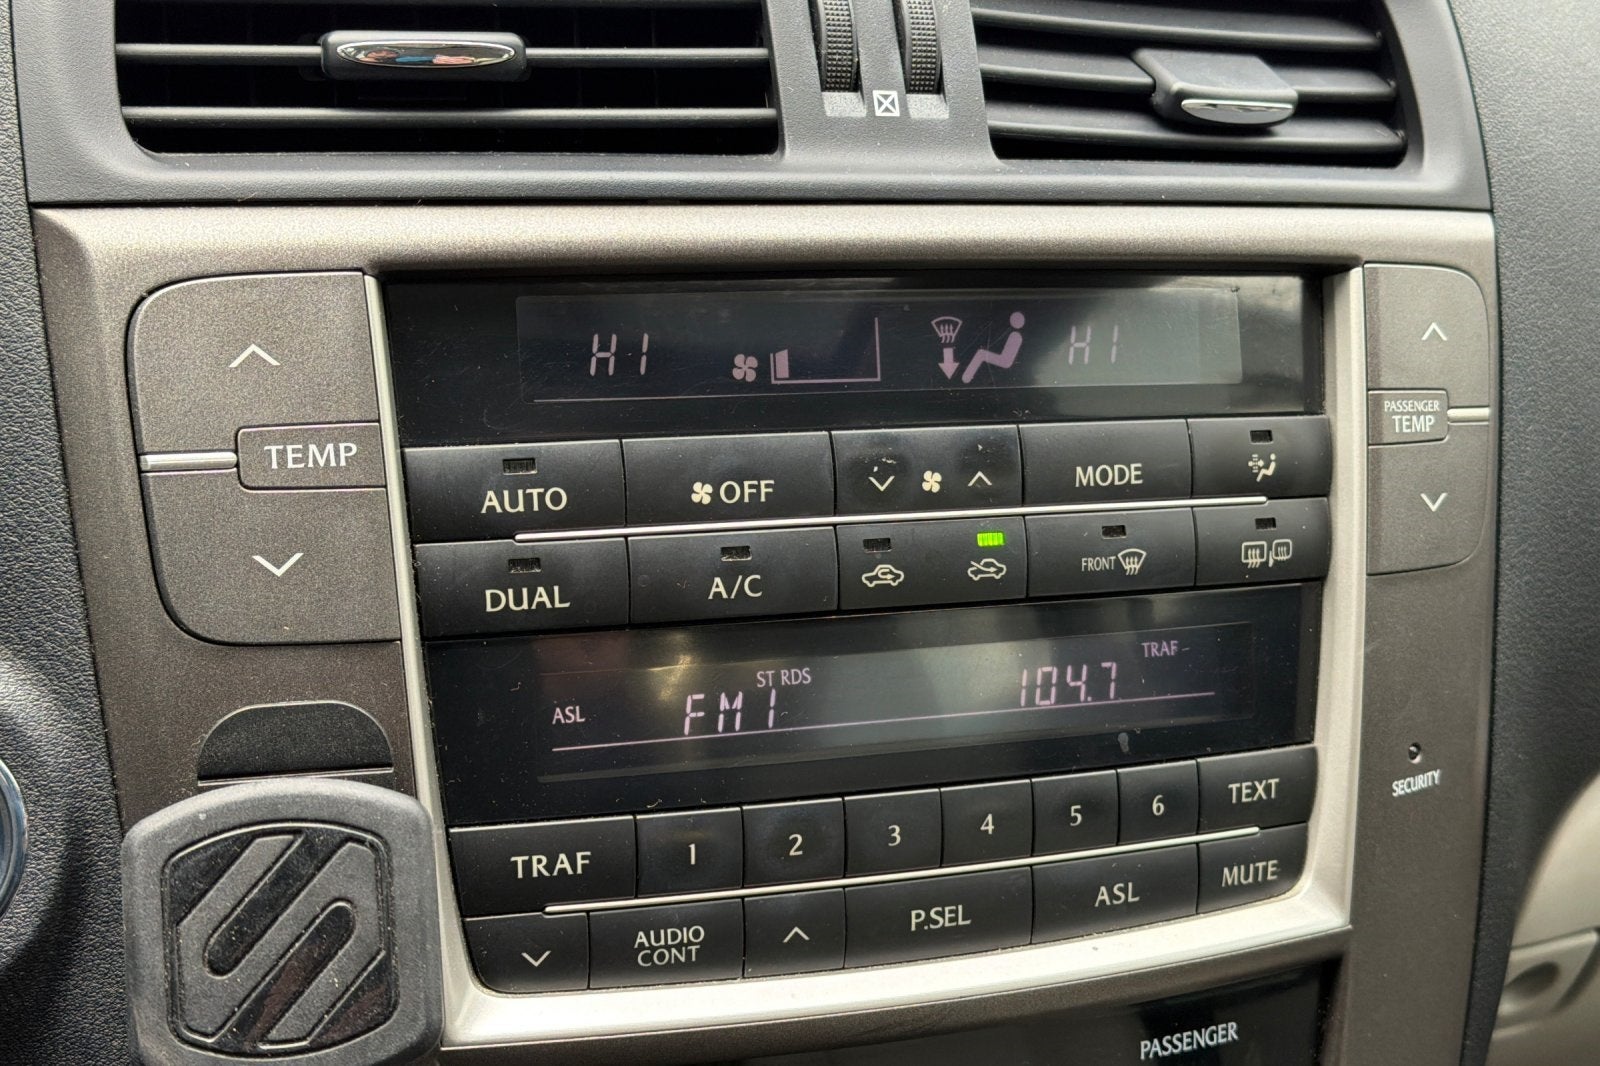 HI HI
TEMP
PASSENGER
TEMP
AUTO OFF MODE
DUAL A/C FRONT
TRAF-
ST RDS
ASL FM1 104.7
SECURITY
TRAF 1 2 3 4 5 6 TEXT
AUDIO
CONT P.SEL ASL MUTE
PASSENGER